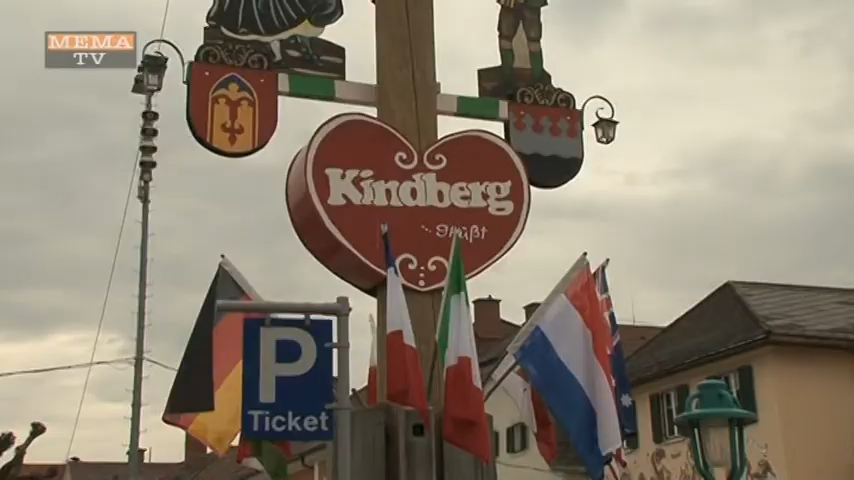 MEMA
TV
Kindberg
...grüßt
P
Ticket